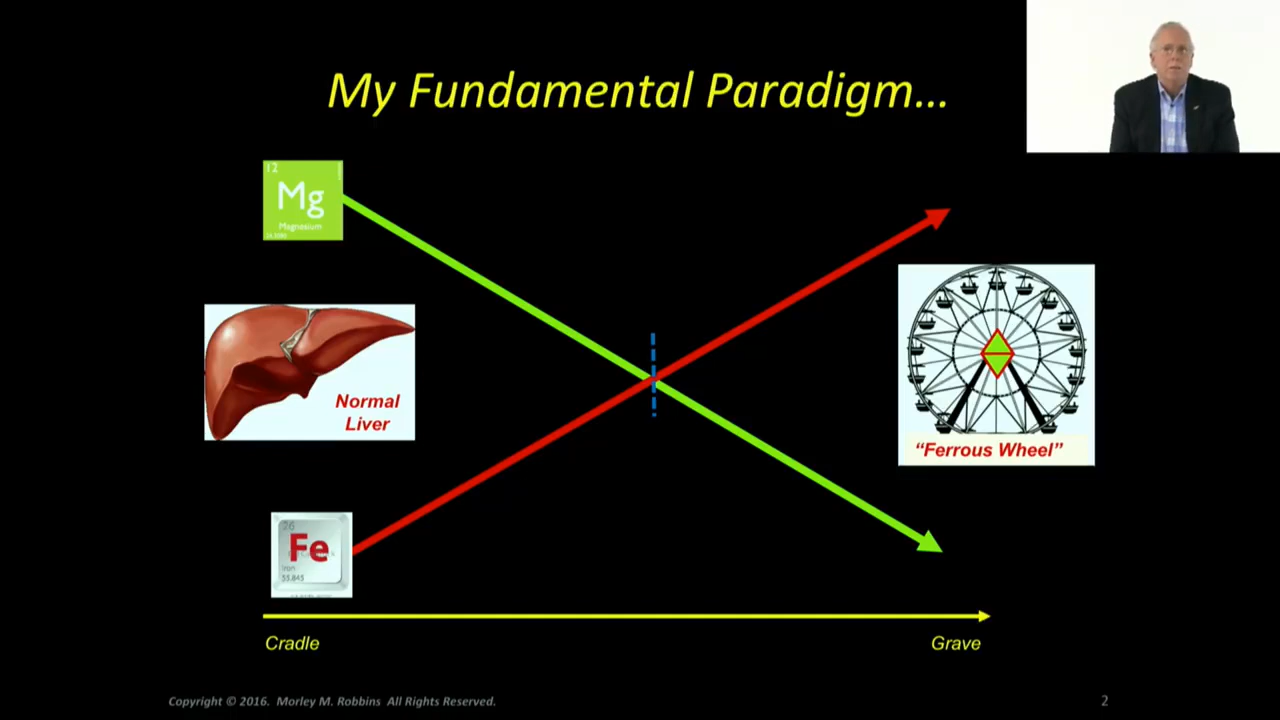 My Fundamental Paradigm...
12
Mg
Magnesium
Normal
Liver
"Ferrous Wheel"
26
Fe
Iron
55.845
Cradle
Grave
Copyright © 2016. Morley M. Robbins All Rights Reserved.
2